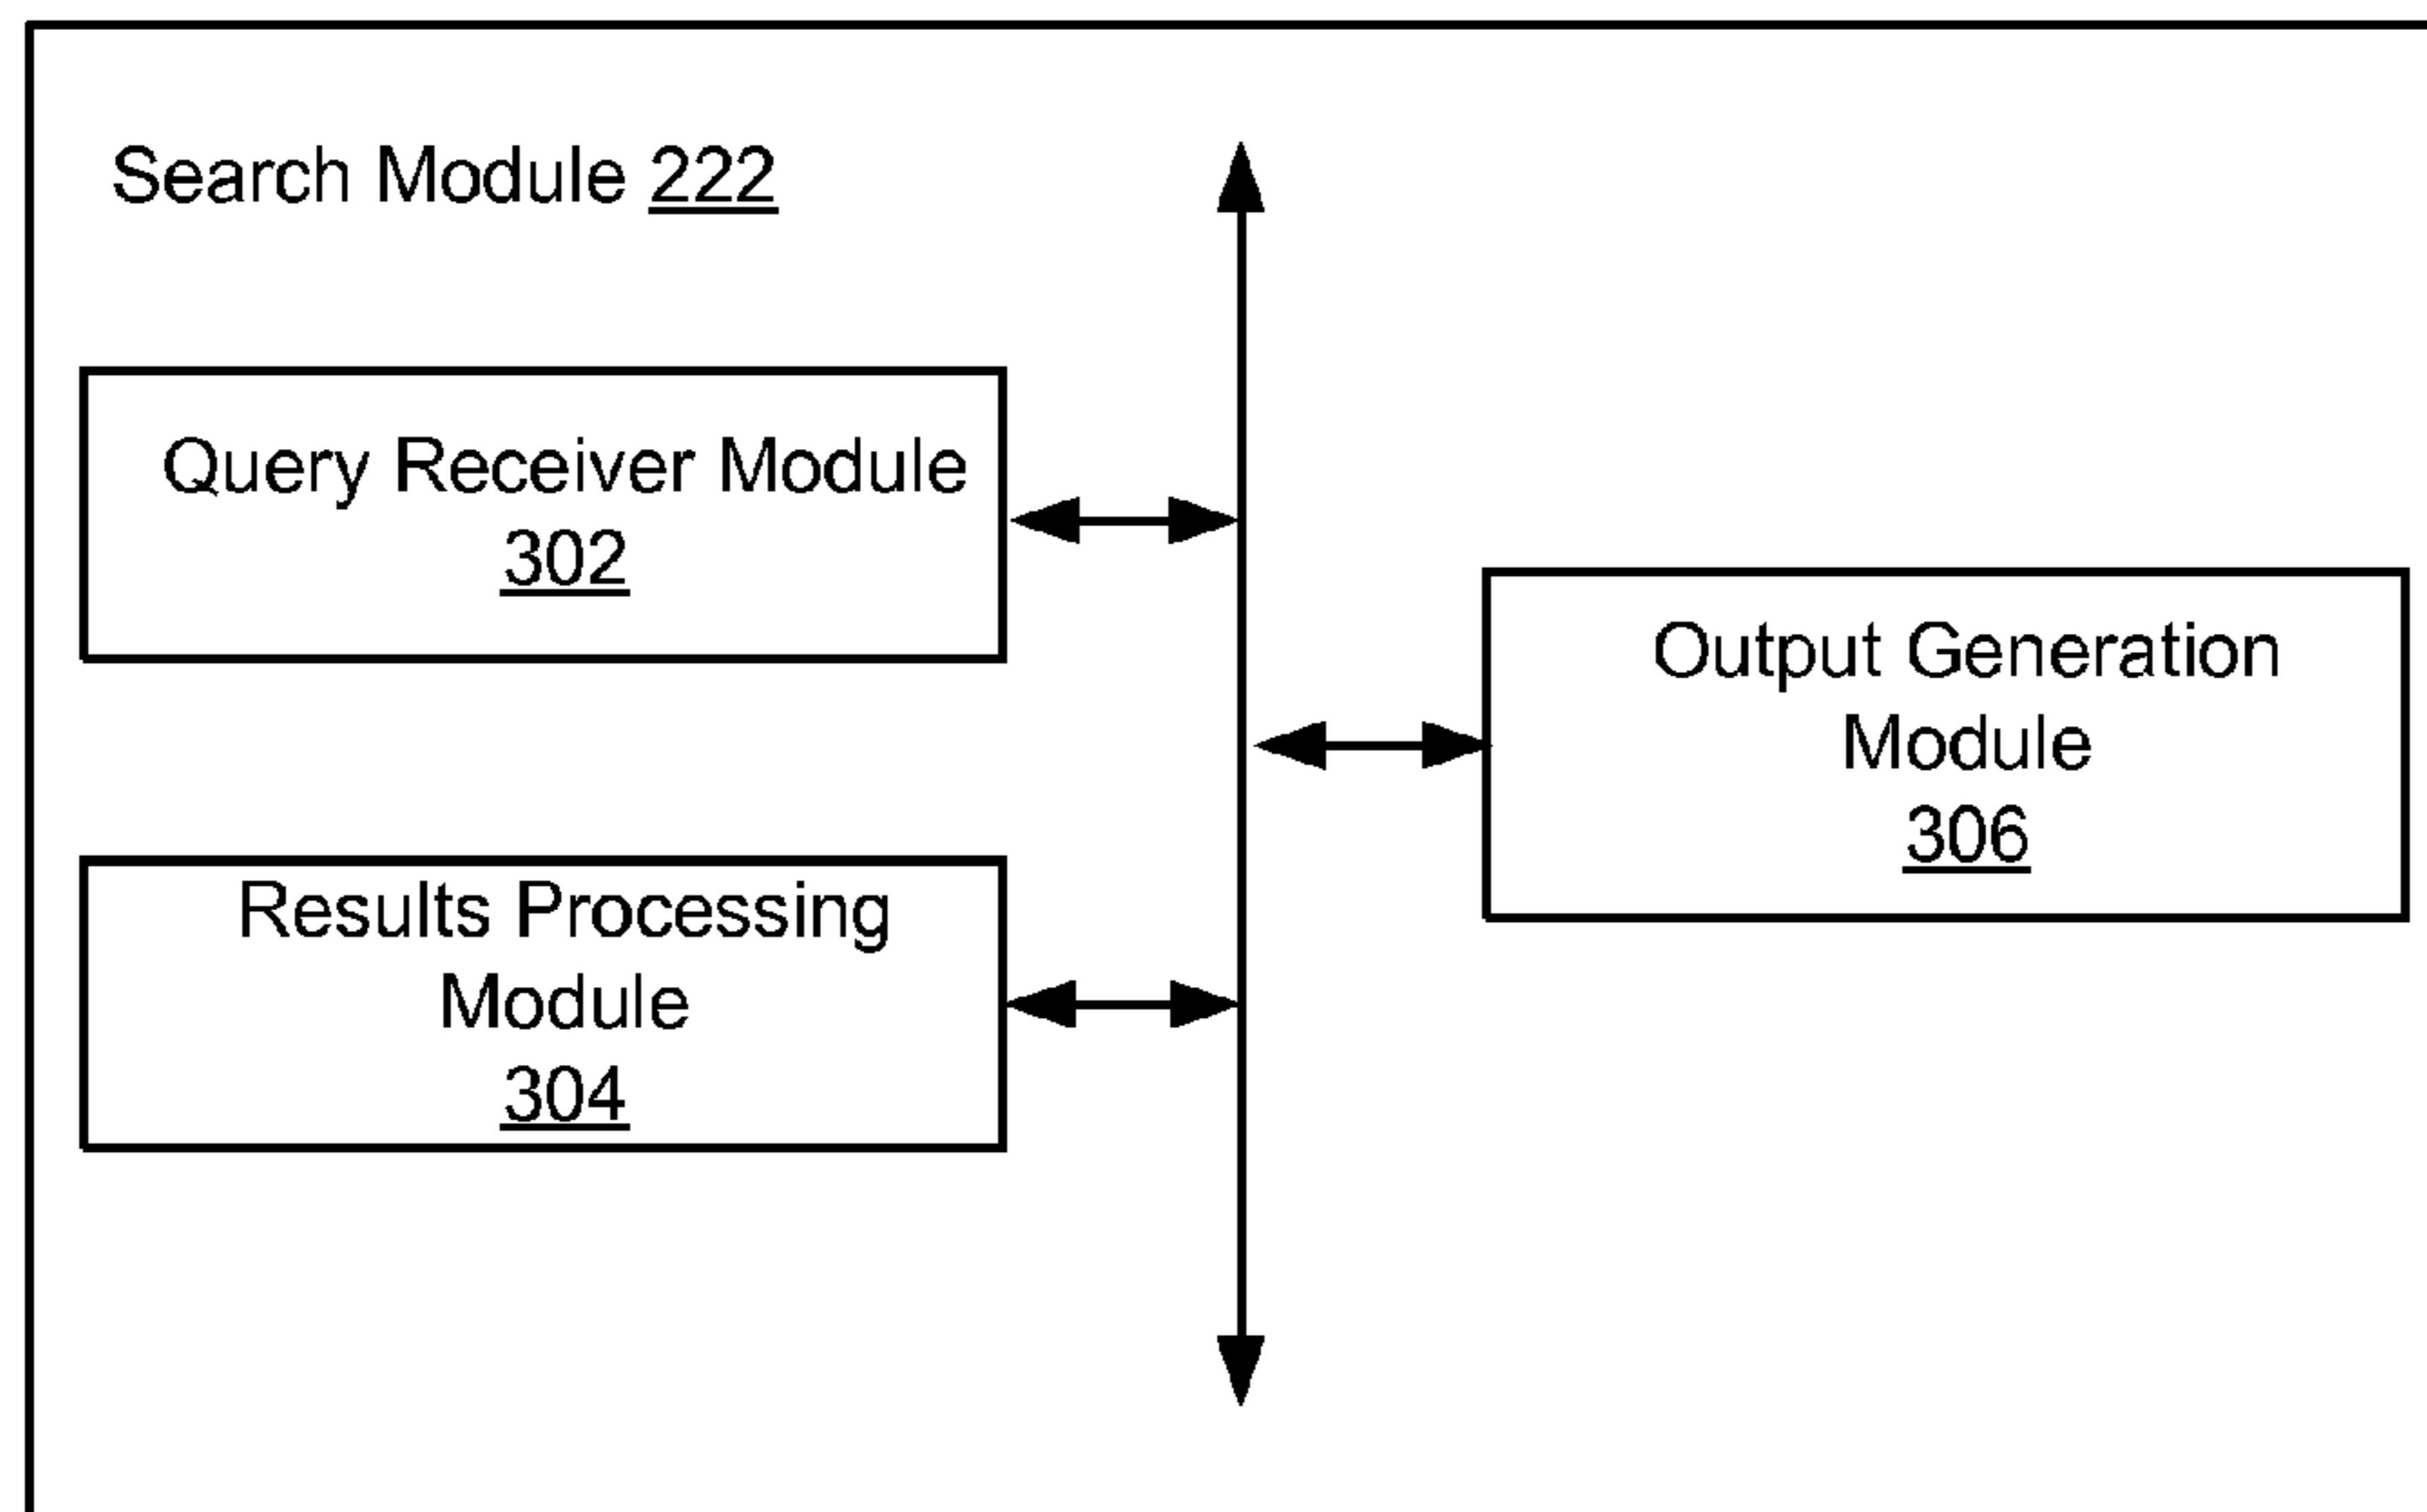 Search Module 222
Query Receiver Module
302
Output Generation
Module
306
Results Processing
Module
304